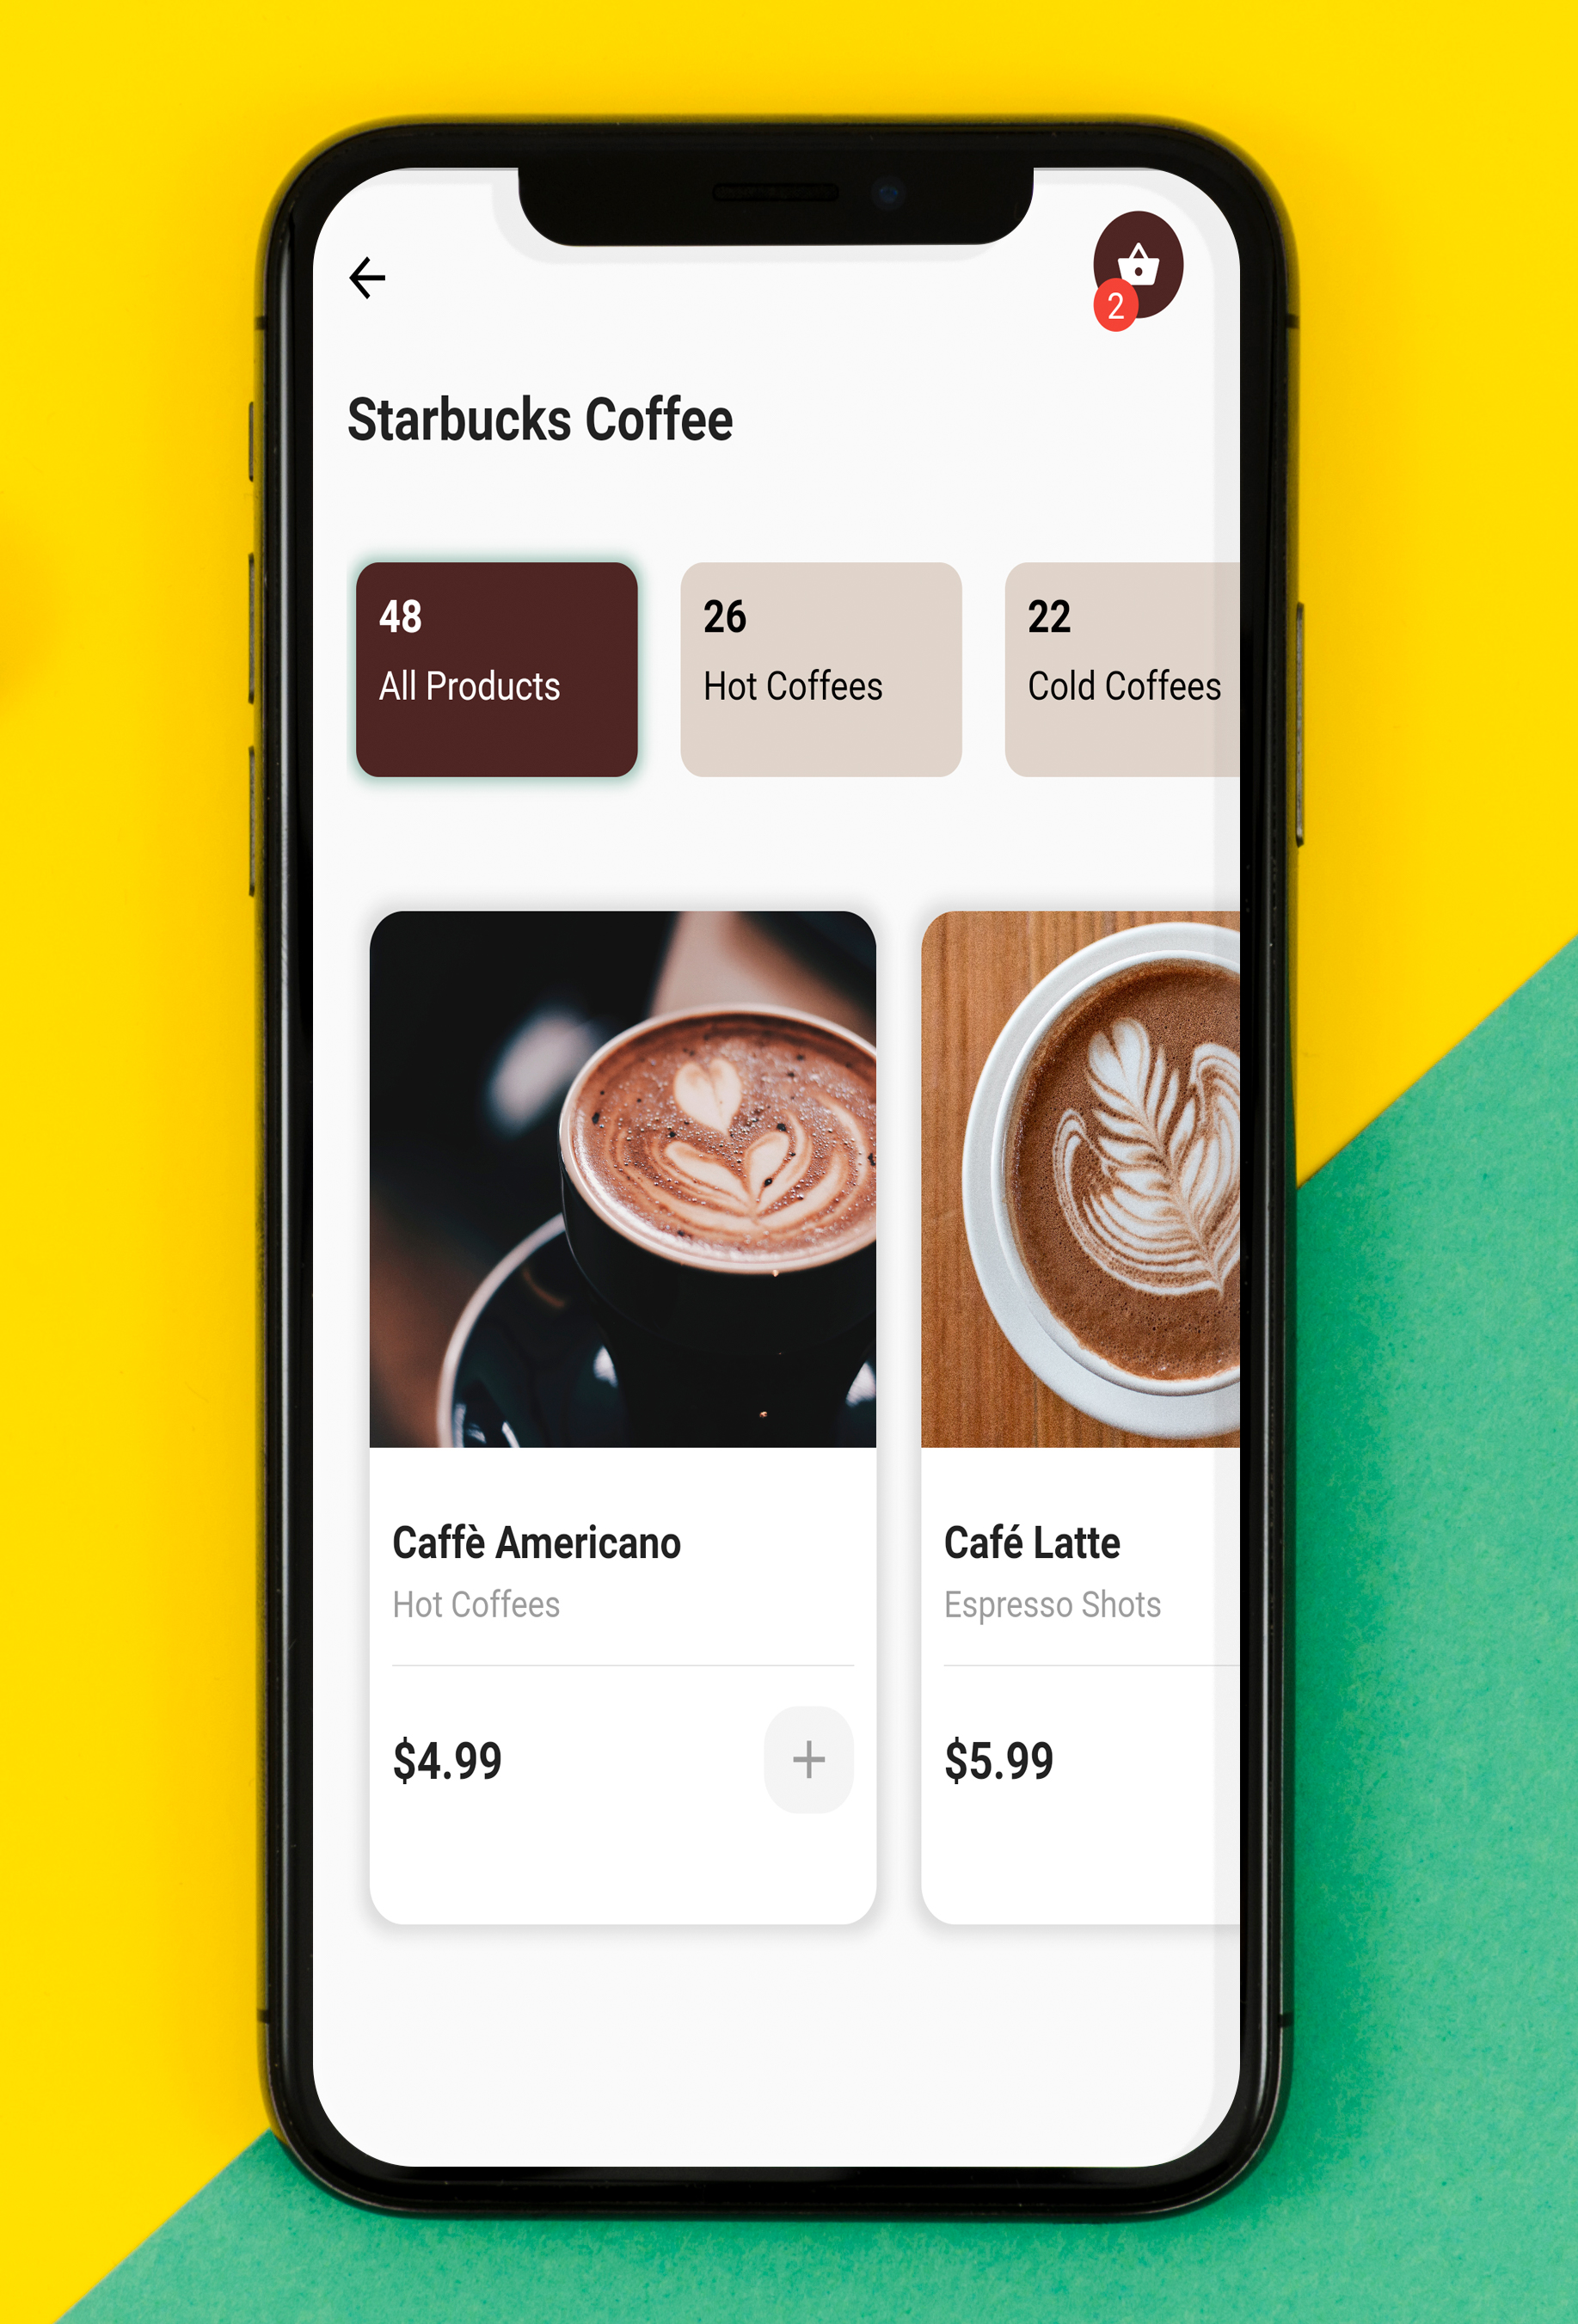 2
Starbucks Coffee
48
All Products
26
Hot Coffees
22
Cold Coffees
Caffè Americano
Hot Coffees
$4.99
Café Latte
Espresso Shots
$5.99